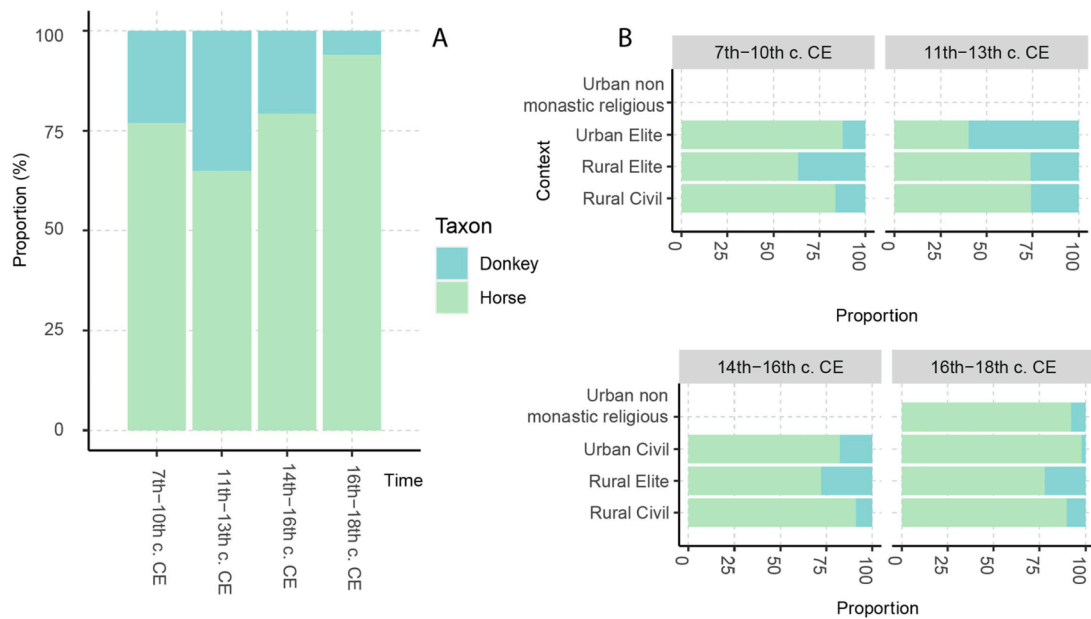 A
100
75
50
25
0
Proportion (%)
7th−10th c. CE
11th−13th c. CE
14th−16th c. CE
16th−18th c. CE
Time
Taxon
Donkey
Horse
B
7th−10th c. CE
11th−13th c. CE
Urban non
monastic religious
Urban Elite
Rural Elite
Rural Civil
Context
0
25
50
75
100
0
25
50
75
100
Proportion
14th−16th c. CE
16th−18th c. CE
Urban non
monastic religious
Urban Civil
Rural Elite
Rural Civil
0
25
50
75
100
0
25
50
75
100
Proportion